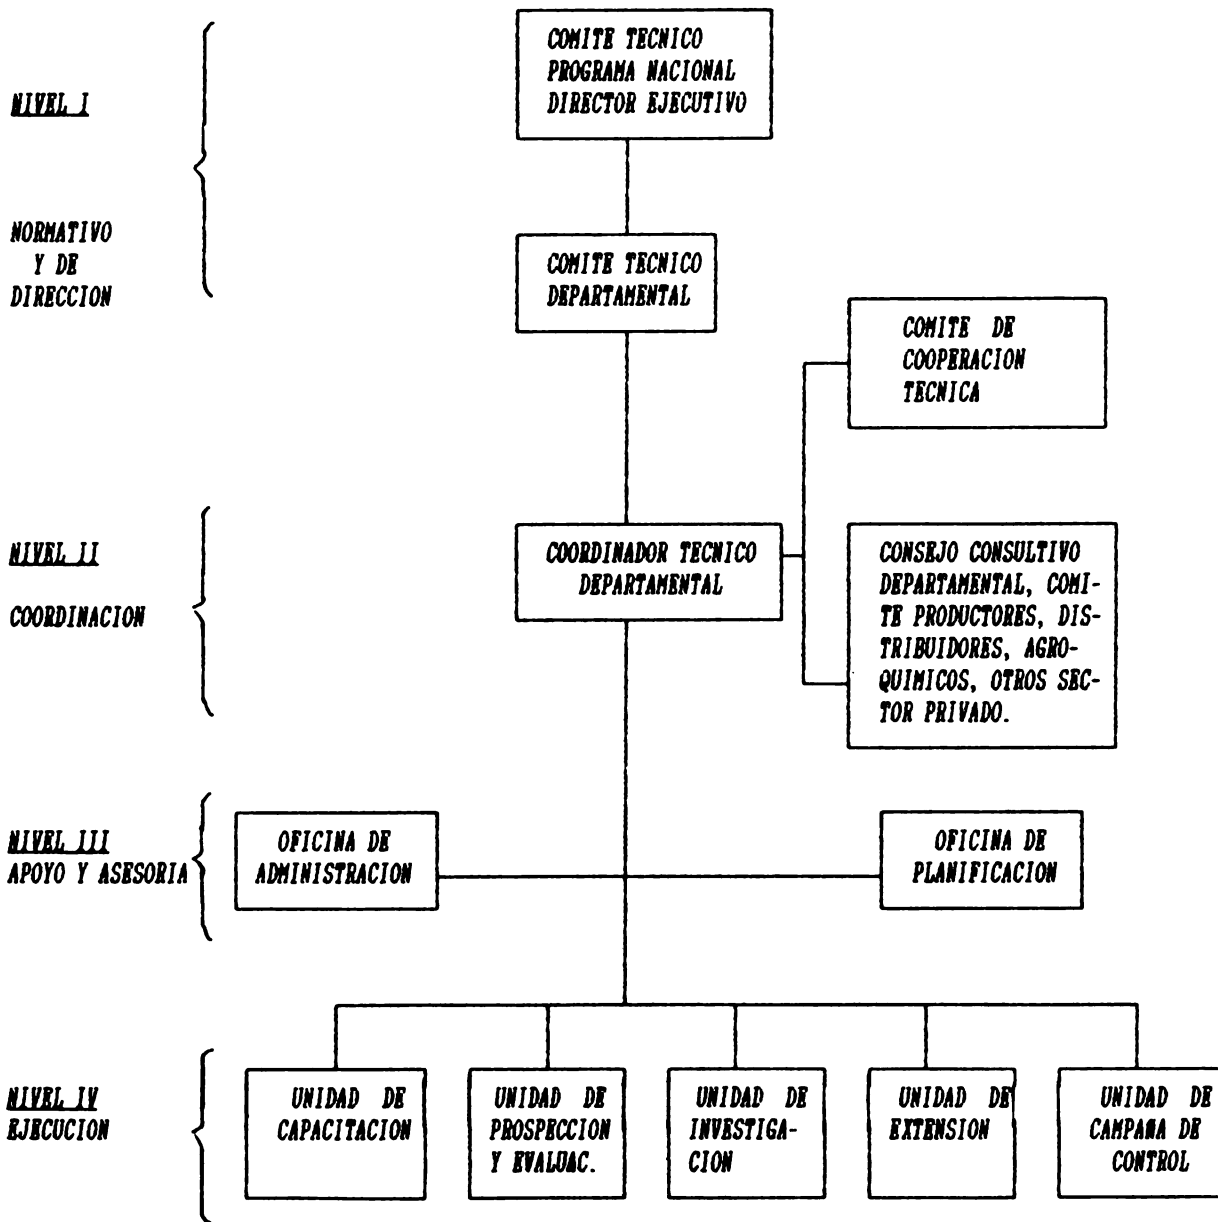 COMITE TECNICO
PROGRAMA NACIONAL
DIRECTOR EJECUTIVO
NIVEL I
NORMATIVO
Y DE
DIRECCION
COMITE TECNICO
DEPARTAMENTAL
COMITE DE
COOPERACION
TECNICA
NIVEL II
COORDINACION
COORDINADOR TECNICO
DEPARTAMENTAL
CONSEJO CONSULTIVO
DEPARTAMENTAL, COMI-
TE PRODUCTORES, DIS-
TRIBUIDORES, AGRO-
QUIMICOS, OTROS SEC-
TOR PRIVADO.
NIVEL III
APOYO Y ASESORIA
OFICINA DE
ADMINISTRACION
OFICINA DE
PLANIFICACION
NIVEL IV
EJECUCION
UNIDAD DE
CAPACITACION
UNIDAD DE
PROSPECCION
Y EVALUAC.
UNIDAD DE
INVESTIGA-
CION
UNIDAD DE
EXTENSION
UNIDAD DE
CAMPAÑA DE
CONTROL